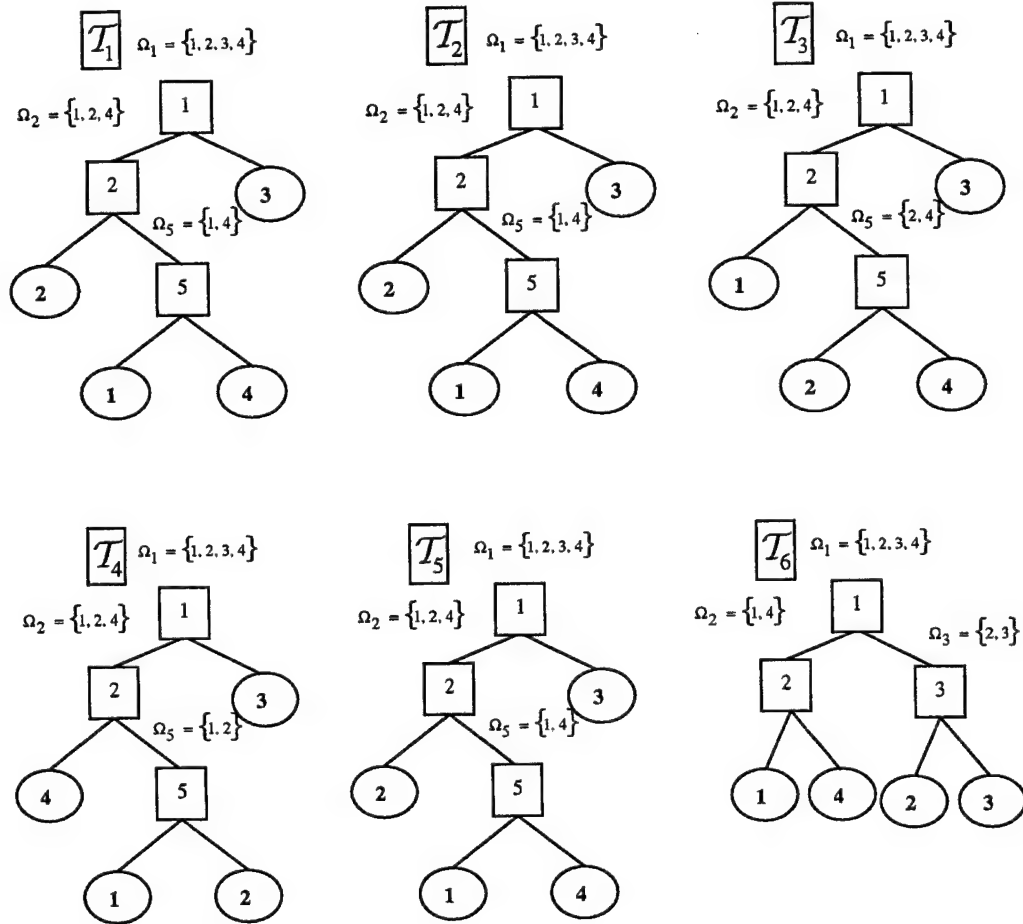 𝒯1 Ω1 = {1, 2, 3, 4}
Ω2 = {1, 2, 4}
1
2
3
Ω5 = {1, 4}
2
5
1
4
𝒯2 Ω1 = {1, 2, 3, 4}
Ω2 = {1, 2, 4}
1
2
3
Ω5 = {1, 4}
2
5
1
4
𝒯3 Ω1 = {1, 2, 3, 4}
Ω2 = {1, 2, 4}
1
2
3
Ω5 = {2, 4}
1
5
2
4
𝒯4 Ω1 = {1, 2, 3, 4}
Ω2 = {1, 2, 4}
1
2
3
Ω5 = {1, 2}
4
5
1
2
𝒯5 Ω1 = {1, 2, 3, 4}
Ω2 = {1, 2, 4}
1
2
3
Ω5 = {1, 4}
2
5
1
4
𝒯6 Ω1 = {1, 2, 3, 4}
Ω2 = {1, 4}
1
Ω3 = {2, 3}
2
3
1
4
2
3